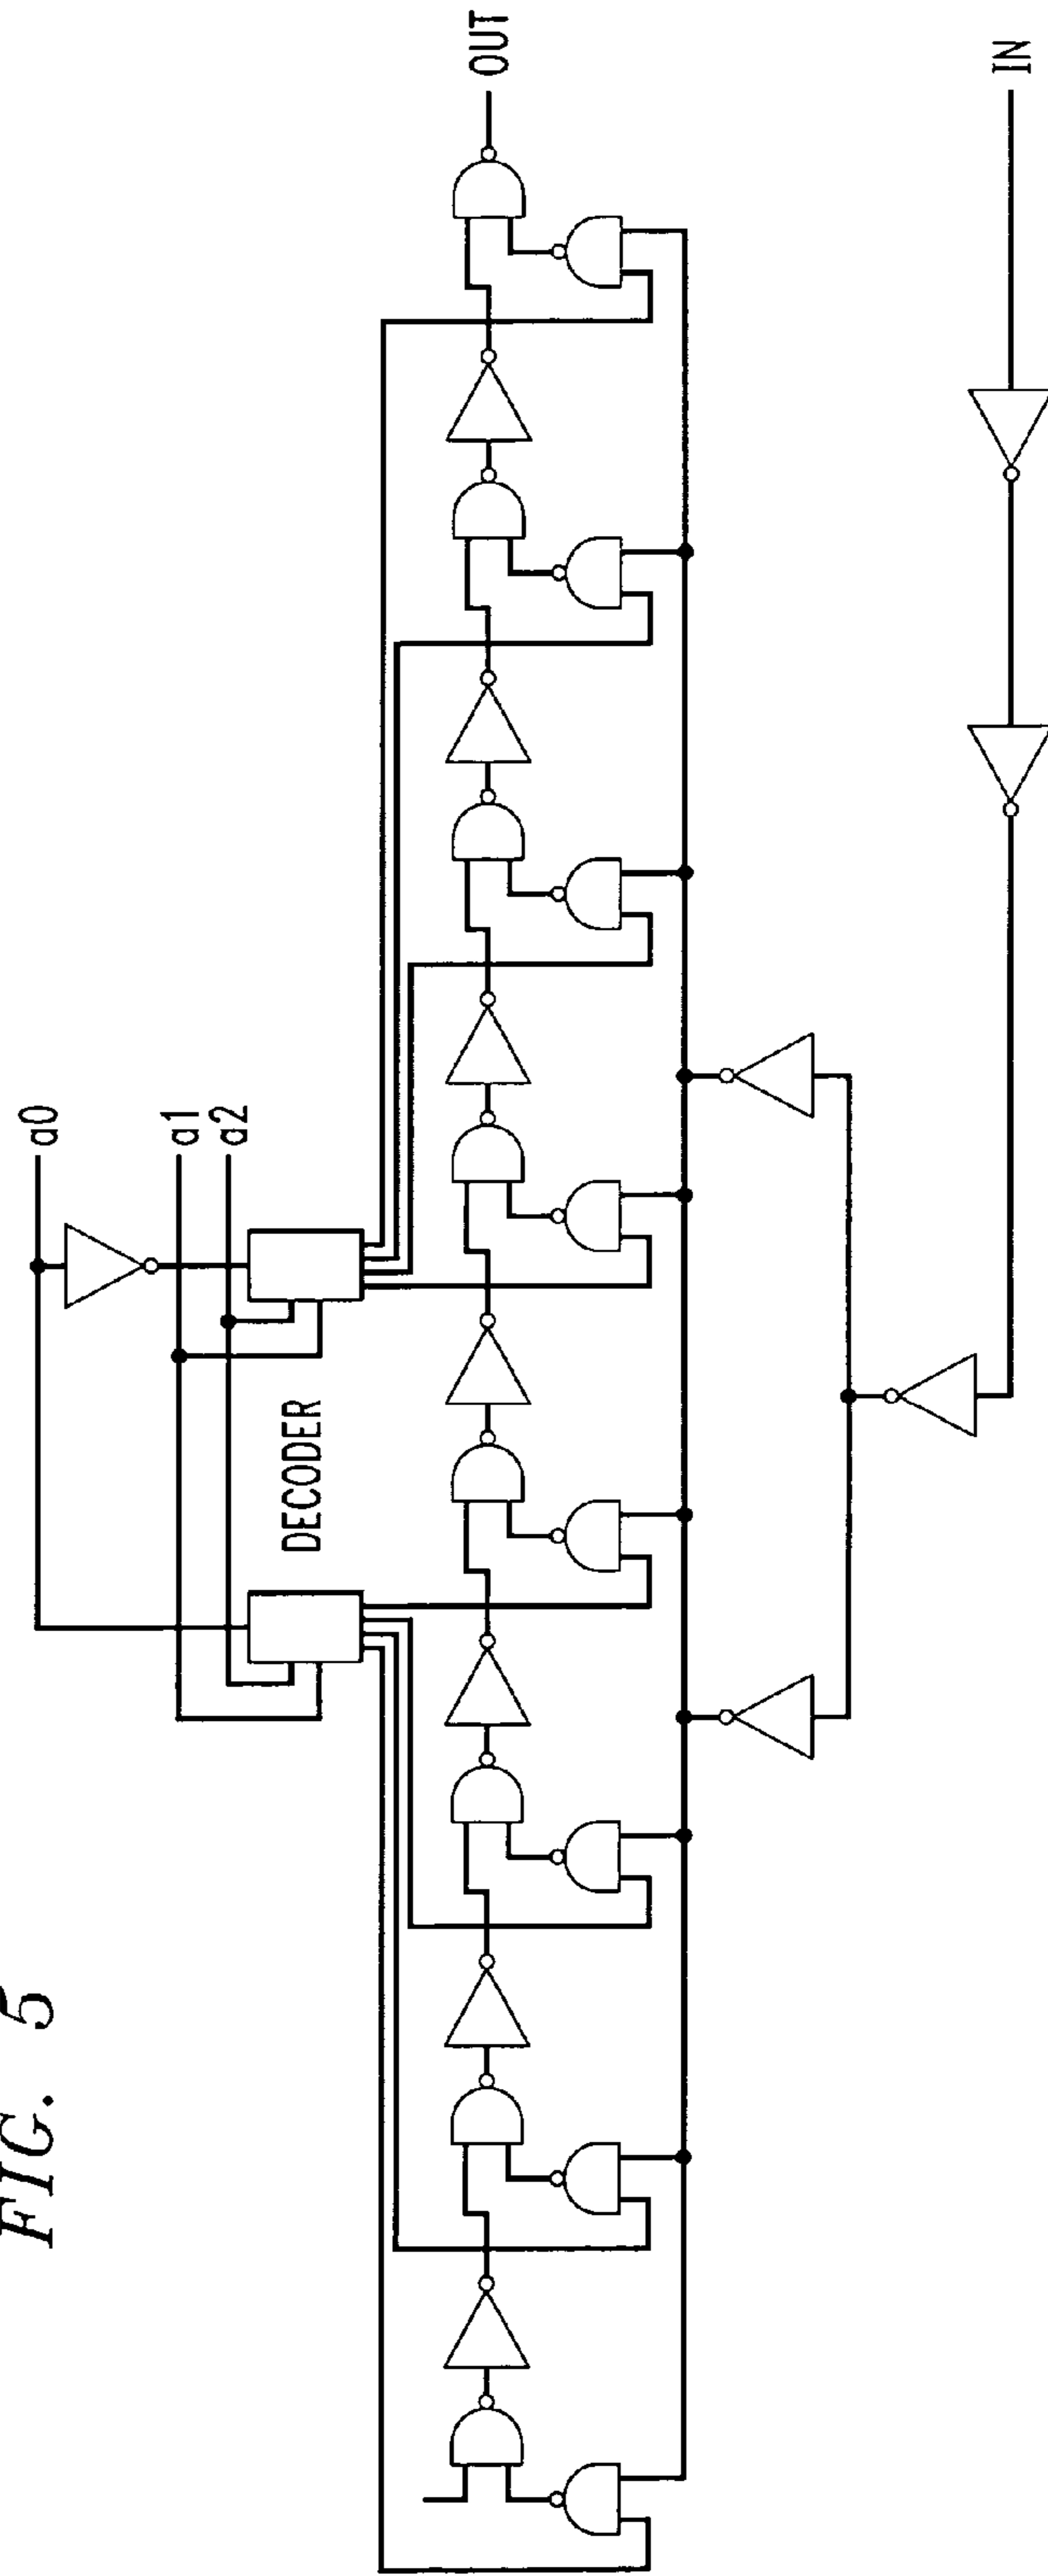 FIG. 5
a0
a1
a2
DECODER
OUT
IN